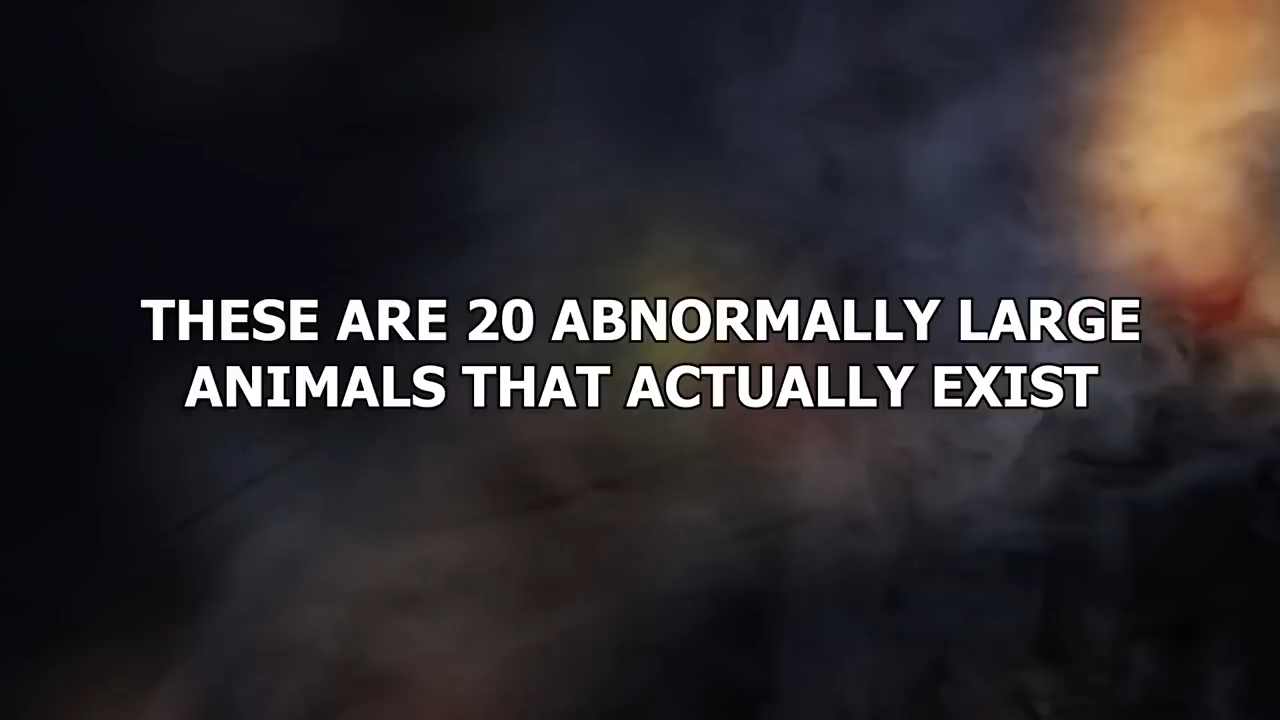 THESE ARE 20 ABNORMALLY LARGE
ANIMALS THAT ACTUALLY EXIST